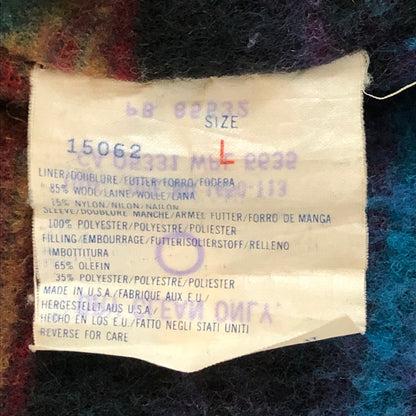 SIZE
15062 L
LINER/DOUBLURE/FUTTER/FORRO/FODERA
85% WOOL/LAINE/WOLLE/LANA
15% NYLON/NILON/NAILON
SLEEVE/DOUBLURE MANCHE/ARMEL FUTTER/FORRO DE MANGA
100% POLYESTER/POLYESTRE/POLIESTER
FILLING/EMBOURRAGE/FUTTERISOLIERSTOFF/RELLENO
IMBOTTITURA
65% OLEFIN
35% POLYESTER/POLYESTRE/POLIESTER
MADE IN U.S.A./FABRIQUE AUX E.U./
HERGESTELLT AUS U.S.A./
HECHO EN LOS E.U./FATTO NEGLI STATI UNITI
REVERSE FOR CARE